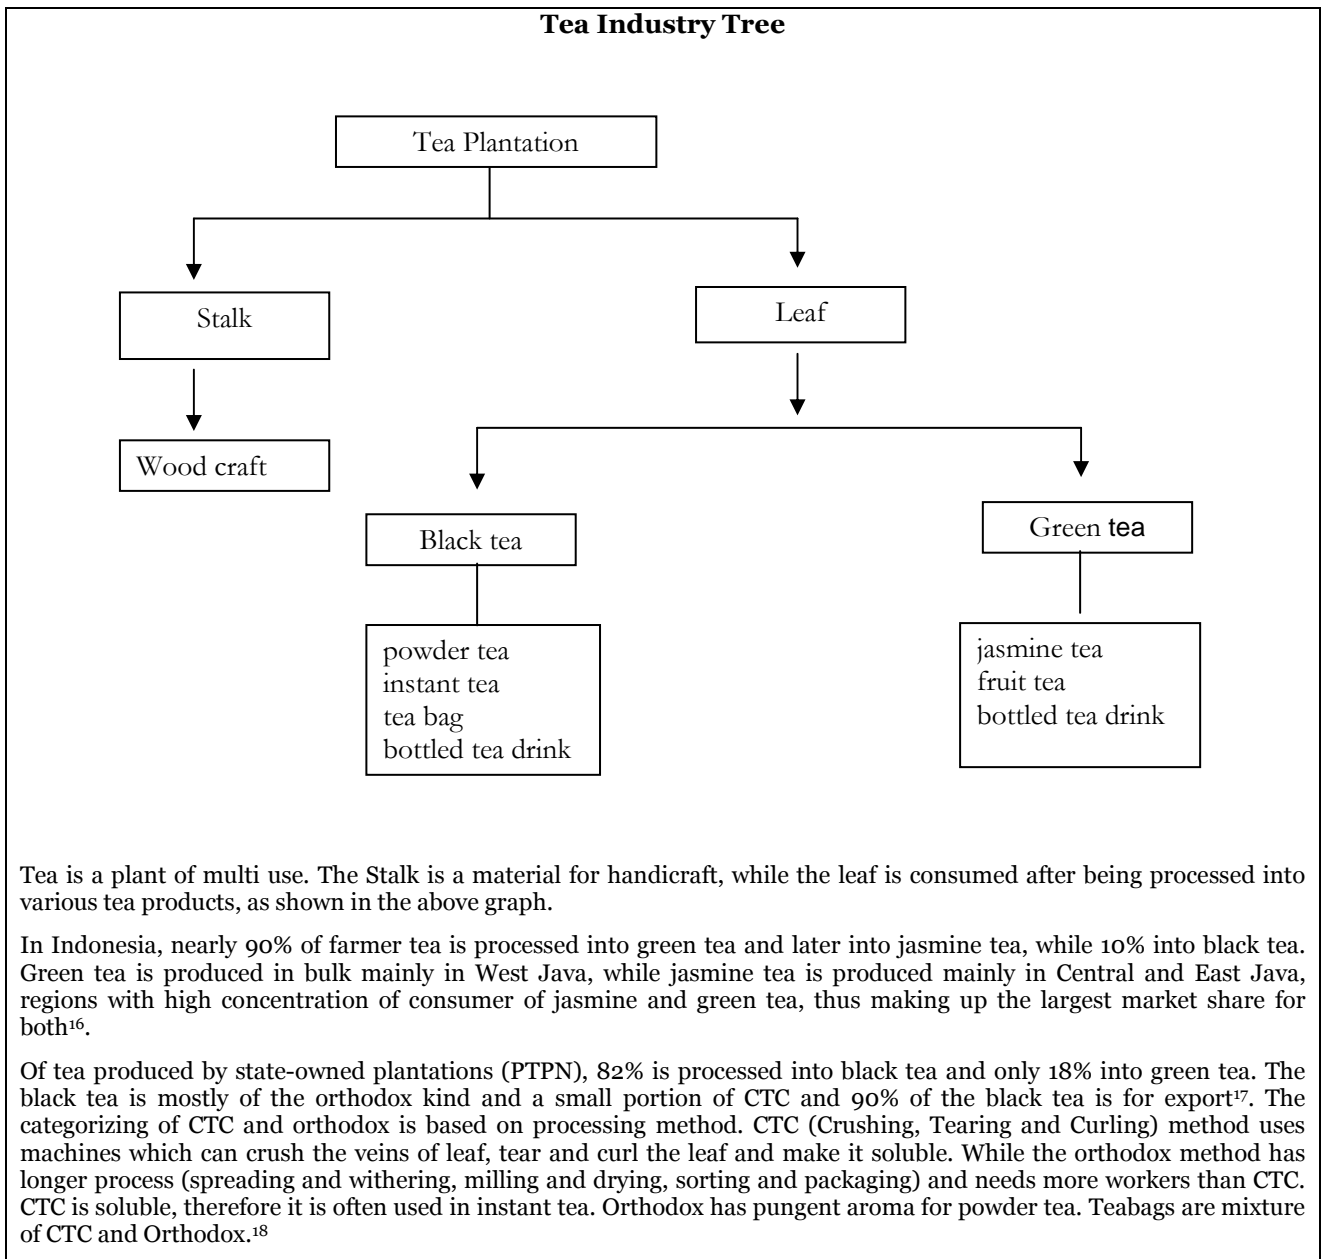 Tea Industry Tree
Tea Plantation
Stalk
Leaf
Wood craft
Black tea
Green tea
powder tea
instant tea
tea bag
bottled tea drink
jasmine tea
fruit tea
bottled tea drink
Tea is a plant of multi use. The Stalk is a material for handicraft, while the leaf is consumed after being processed into
various tea products, as shown in the above graph.
In Indonesia, nearly 90% of farmer tea is processed into green tea and later into jasmine tea, while 10% into black tea.
Green tea is produced in bulk mainly in West Java, while jasmine tea is produced mainly in Central and East Java,
regions with high concentration of consumer of jasmine and green tea, thus making up the largest market share for
both¹⁶.
Of tea produced by state-owned plantations (PTPN), 82% is processed into black tea and only 18% into green tea. The
black tea is mostly of the orthodox kind and a small portion of CTC and 90% of the black tea is for export¹⁷. The
categorizing of CTC and orthodox is based on processing method. CTC (Crushing, Tearing and Curling) method uses
machines which can crush the veins of leaf, tear and curl the leaf and make it soluble. While the orthodox method has
longer process (spreading and withering, milling and drying, sorting and packaging) and needs more workers than CTC.
CTC is soluble, therefore it is often used in instant tea. Orthodox has pungent aroma for powder tea. Teabags are mixture
of CTC and Orthodox.¹⁸